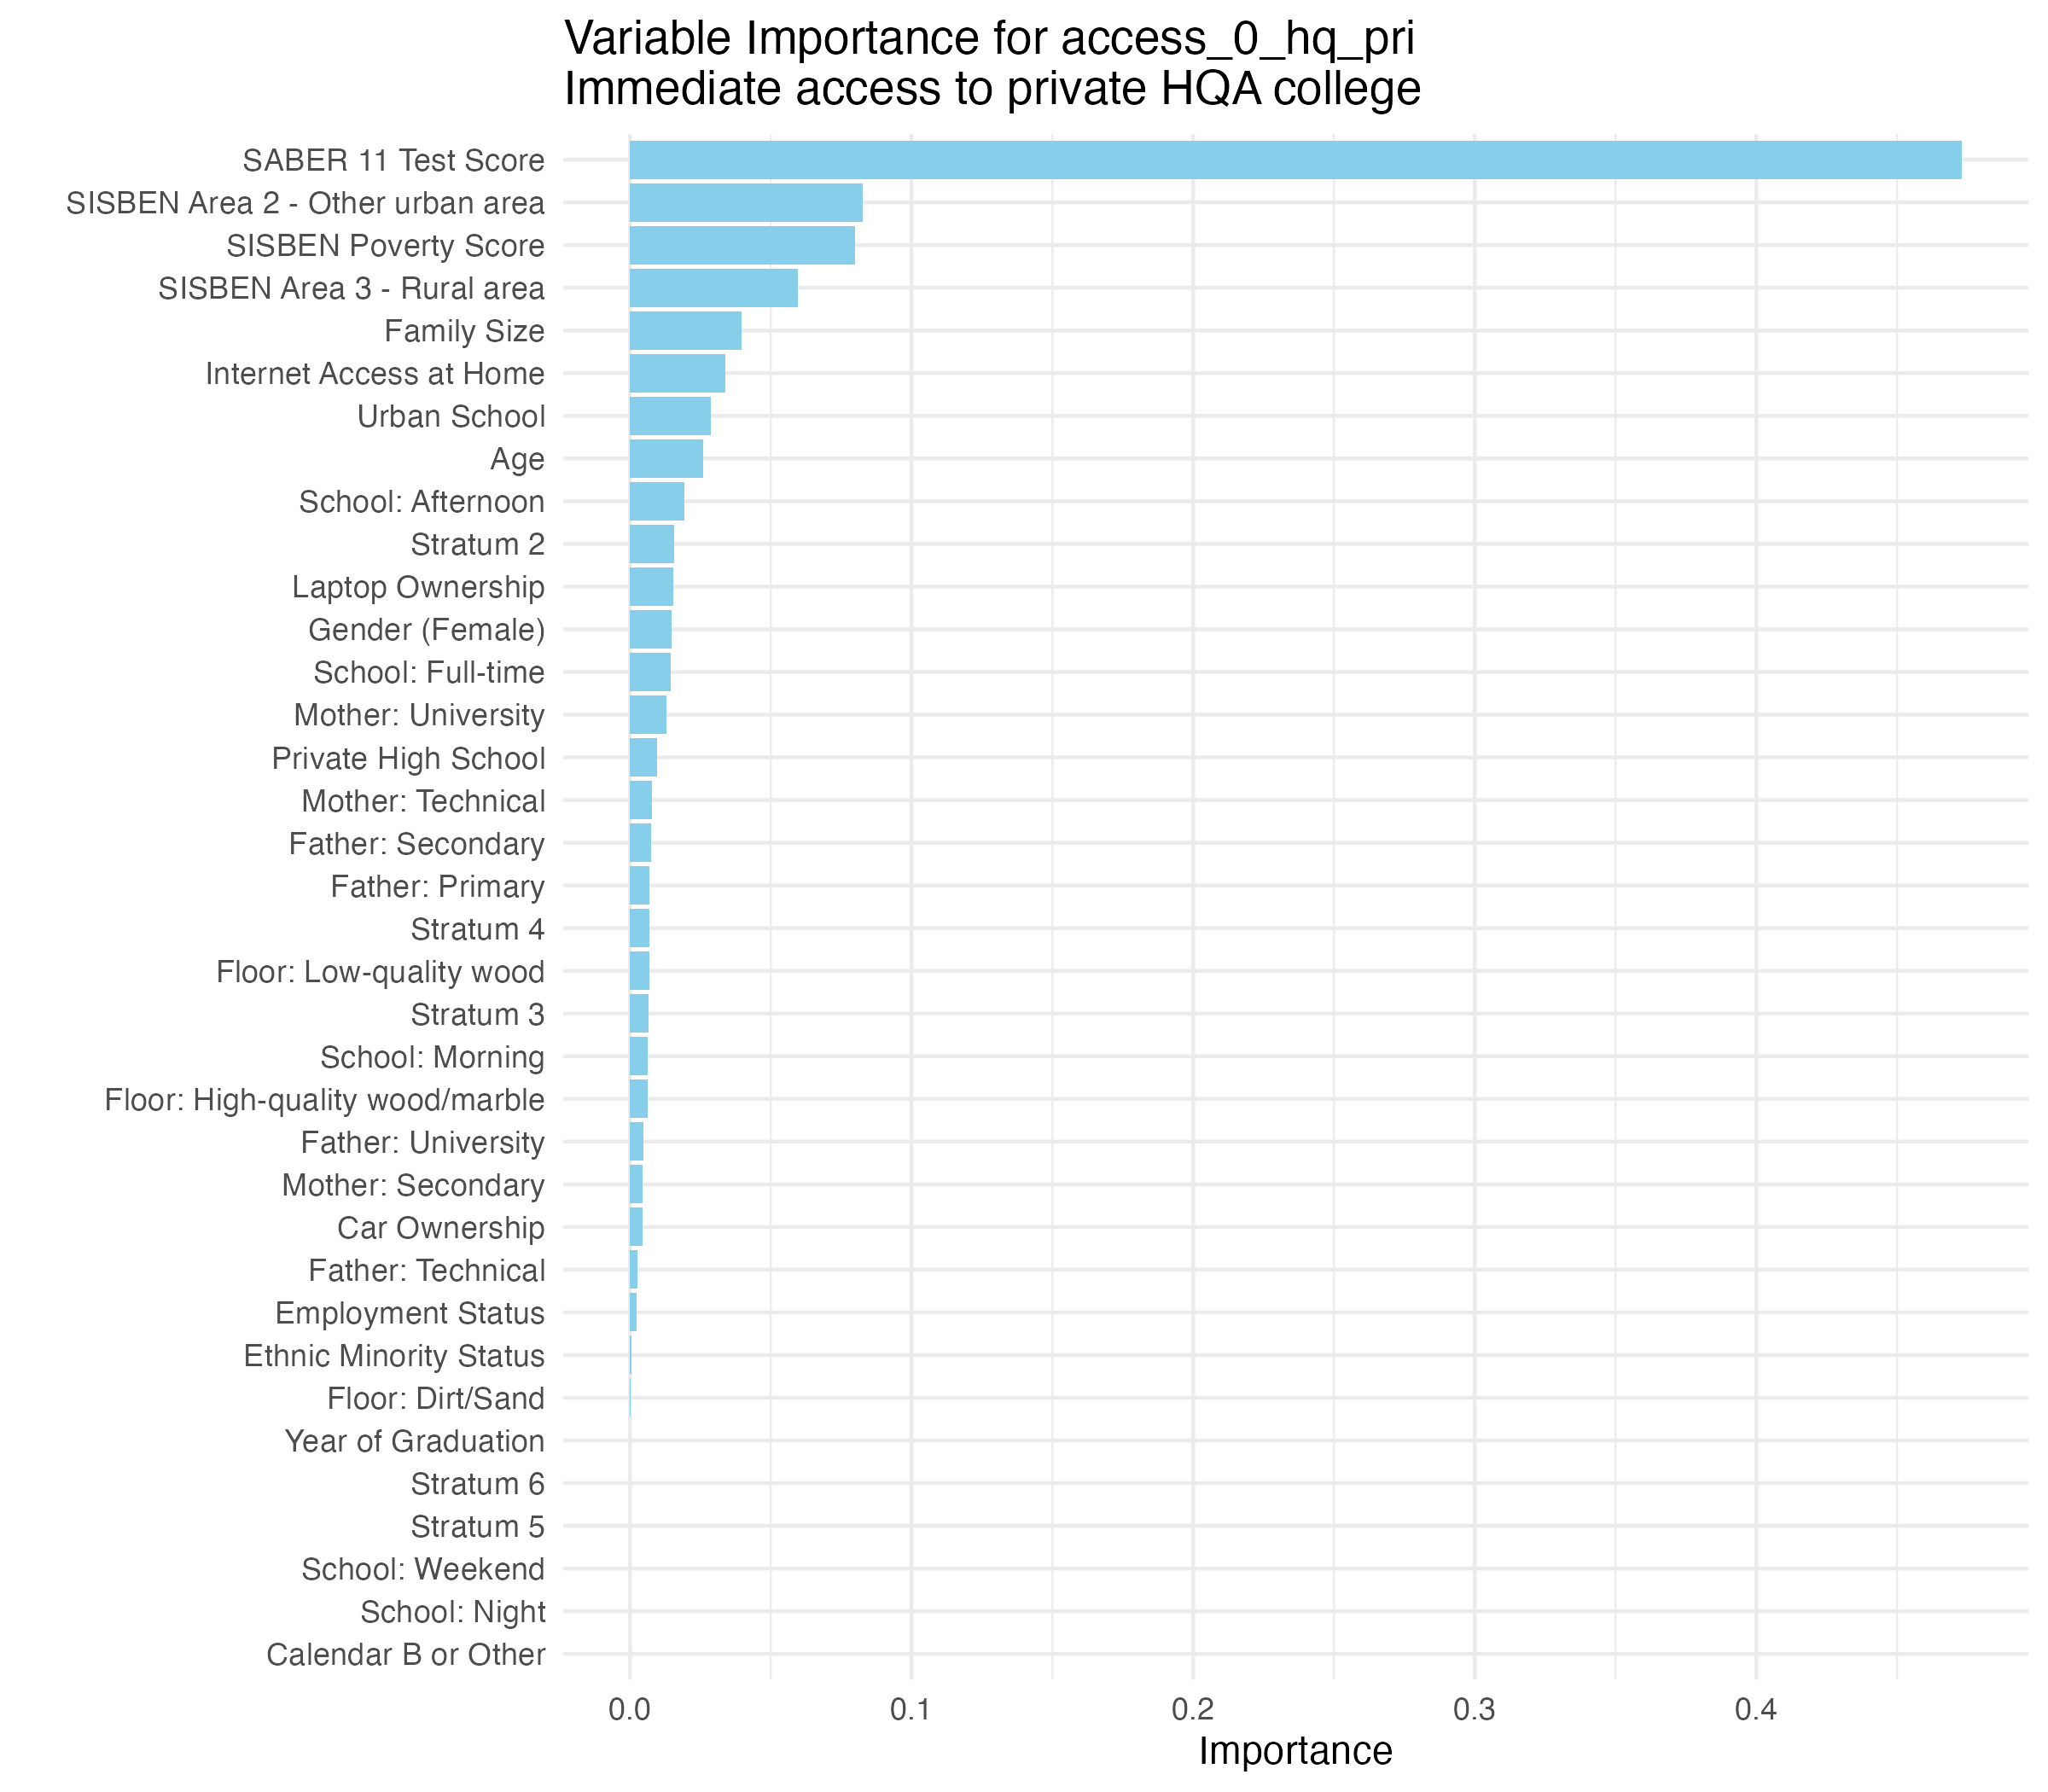 Variable Importance for access_0_hq_pri
Immediate access to private HQA college
SABER 11 Test Score
SISBEN Area 2 - Other urban area
SISBEN Poverty Score
SISBEN Area 3 - Rural area
Family Size
Internet Access at Home
Urban School
Age
School: Afternoon
Stratum 2
Laptop Ownership
Gender (Female)
School: Full-time
Mother: University
Private High School
Mother: Technical
Father: Secondary
Father: Primary
Stratum 4
Floor: Low-quality wood
Stratum 3
School: Morning
Floor: High-quality wood/marble
Father: University
Mother: Secondary
Car Ownership
Father: Technical
Employment Status
Ethnic Minority Status
Floor: Dirt/Sand
Year of Graduation
Stratum 6
Stratum 5
School: Weekend
School: Night
Calendar B or Other
0.0 0.1 0.2 0.3 0.4
Importance